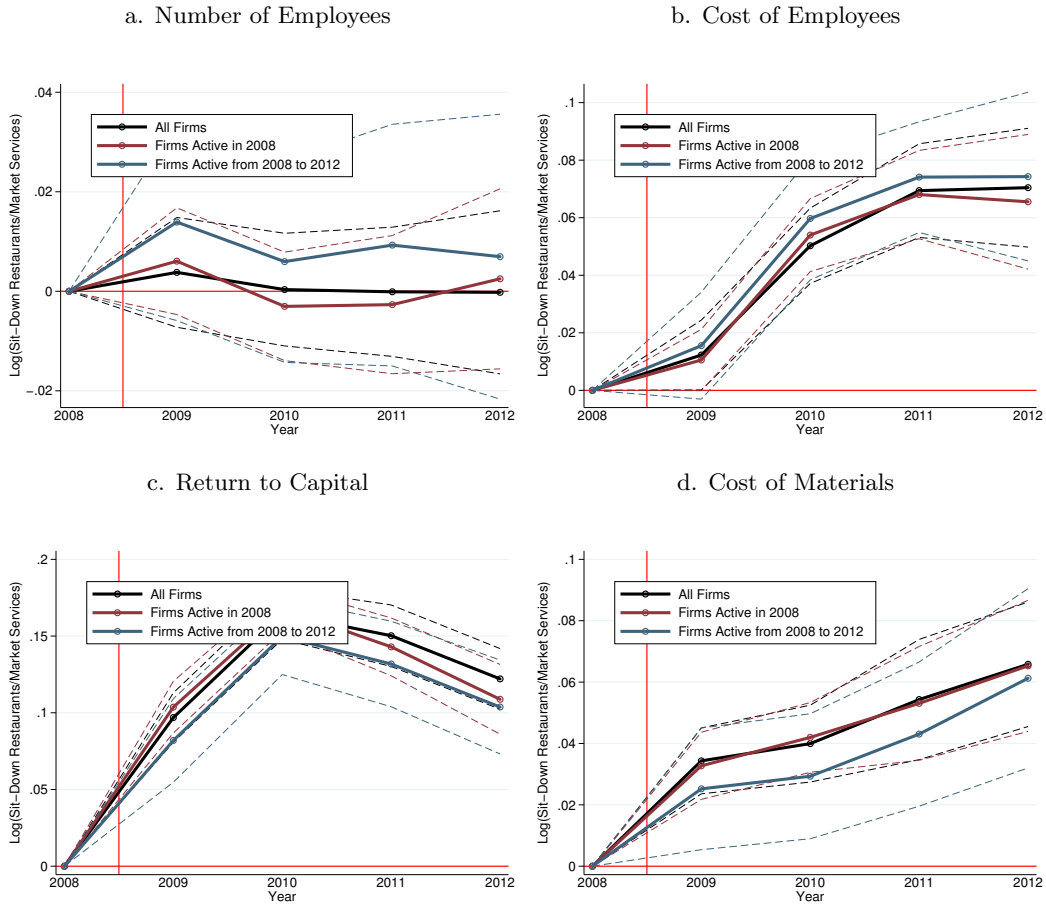 a. Number of Employees
b. Cost of Employees
Log(Sit−Down Restaurants/Market Services)
.04
.02
0
−.02
All Firms
Firms Active in 2008
Firms Active from 2008 to 2012
2008 2009 2010 2011 2012
Year
Log(Sit−Down Restaurants/Market Services)
.1
.08
.06
.04
.02
0
All Firms
Firms Active in 2008
Firms Active from 2008 to 2012
2008 2009 2010 2011 2012
Year
c. Return to Capital
d. Cost of Materials
Log(Sit−Down Restaurants/Market Services)
.2
.15
.1
.05
0
All Firms
Firms Active in 2008
Firms Active from 2008 to 2012
2008 2009 2010 2011 2012
Year
Log(Sit−Down Restaurants/Market Services)
.1
.08
.06
.04
.02
0
All Firms
Firms Active in 2008
Firms Active from 2008 to 2012
2008 2009 2010 2011 2012
Year